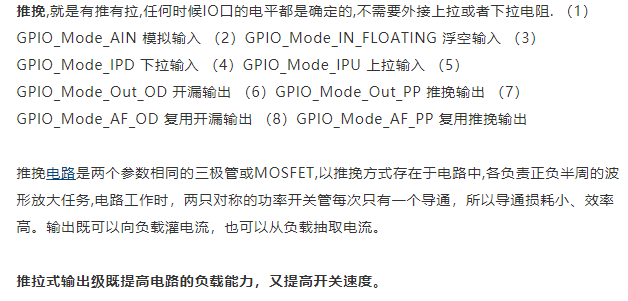 推挽,就是有推有拉,任何时候IO口的电平都是确定的,不需要外接上拉或者下拉电阻. （1）
GPIO_Mode_AIN 模拟输入 （2）GPIO_Mode_IN_FLOATING 浮空输入 （3）
GPIO_Mode_IPD 下拉输入 （4）GPIO_Mode_IPU 上拉输入 （5）
GPIO_Mode_Out_OD 开漏输出 （6）GPIO_Mode_Out_PP 推挽输出 （7）
GPIO_Mode_AF_OD 复用开漏输出 （8）GPIO_Mode_AF_PP 复用推挽输出
推挽电路是两个参数相同的三极管或MOSFET,以推挽方式存在于电路中,各负责正负半周的波
形放大任务,电路工作时，两只对称的功率开关管每次只有一个导通，所以导通损耗小、效率
高。输出既可以向负载灌电流，也可以从负载抽取电流。
推拉式输出级既提高电路的负载能力，又提高开关速度。